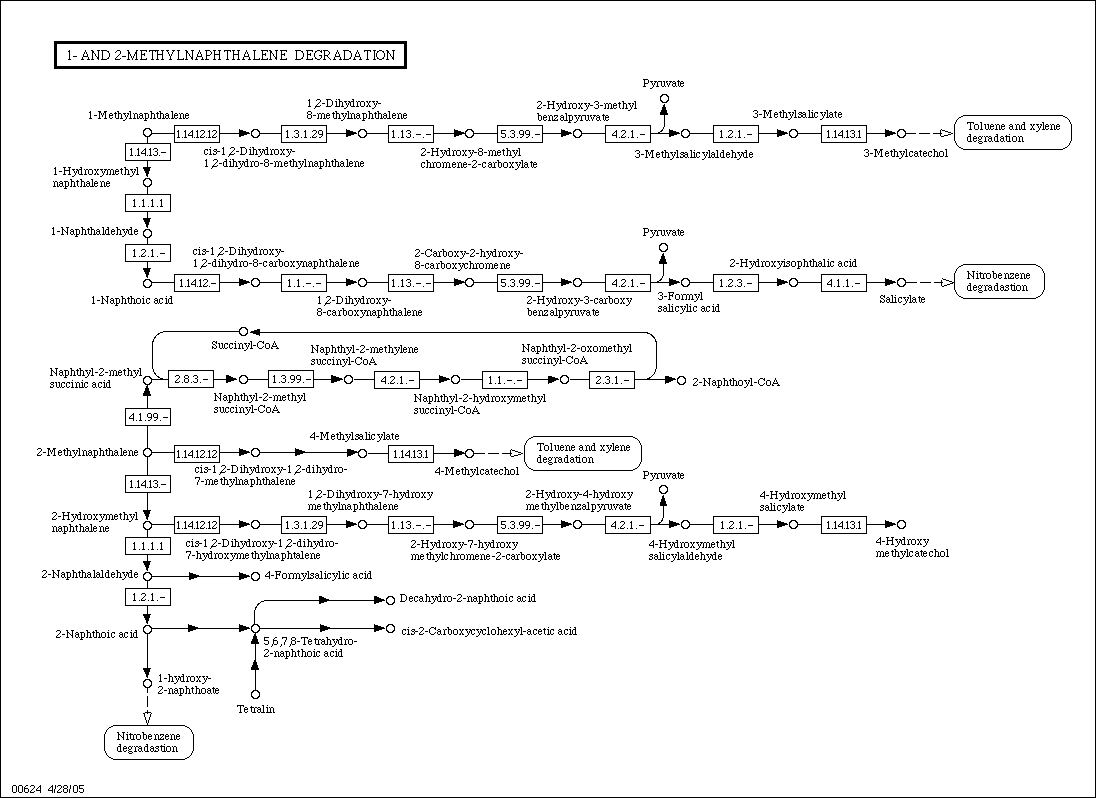 1- AND 2-METHYLNAPHTHALENE DEGRADATION
Pyruvate
1-Methylnaphthalene
1,2-Dihydroxy-
8-methylnaphthalene
2-Hydroxy-3-methyl
benzalpyruvate
3-Methylsalicylate
1.14.12.12
1.3.1.29
1.13.-.-
5.3.99.-
4.2.1.-
1.2.1.-
1.14.13.1
Toluene and xylene
degradation
1.14.13.-
cis-1,2-Dihydroxy-
1,2-dihydro-8-methylnaphthalene
2-Hydroxy-8-methyl
chromene-2-carboxylate
3-Methylsalicylaldehyde
3-Methylcatechol
1-Hydroxymethyl
naphthalene
1.1.1.1
1-Naphthaldehyde
1.2.1.-
Pyruvate
cis-1,2-Dihydroxy-
1,2-dihydro-8-carboxynaphthalene
2-Carboxy-2-hydroxy-
8-carboxychromene
2-Hydroxyisophthalic acid
1.14.12.-
1.1.-.-
1.13.-.-
5.3.99.-
4.2.1.-
1.2.3.-
4.1.1.-
Nitrobenzene
degradastion
1-Naphthoic acid
1,2-Dihydroxy-
8-carboxynaphthalene
2-Hydroxy-3-carboxy
benzalpyruvate
3-Formyl
salicylic acid
Salicylate
Succinyl-CoA
Naphthyl-2-methylene
succinyl-CoA
Naphthyl-2-oxomethyl
succinyl-CoA
Naphthyl-2-methyl
succinic acid
2.8.3.-
1.3.99.-
4.2.1.-
1.1.-.-
2.3.1.-
2-Naphthoyl-CoA
Naphthyl-2-methyl
succinyl-CoA
Naphthyl-2-hydroxymethyl
succinyl-CoA
4.1.99.-
4-Methylsalicylate
2-Methylnaphthalene
1.14.12.12
1.14.13.1
Toluene and xylene
degradation
cis-1,2-Dihydroxy-1,2-dihydro-
7-methylnaphthalene
4-Methylcatechol
1.14.13.-
Pyruvate
2-Hydroxymethyl
naphthalene
1,2-Dihydroxy-7-hydroxy
methylnaphthalene
2-Hydroxy-4-hydroxy
methylbenzalpyruvate
4-Hydroxymethyl
salicylate
1.14.12.12
1.3.1.29
1.13.-.-
5.3.99.-
4.2.1.-
1.2.1.-
1.14.13.1
1.1.1.1
cis-1,2-Dihydroxy-1,2-dihydro-
7-hydroxymethylnaphtalene
2-Hydroxy-7-hydroxy
methylchromene-2-carboxylate
4-Hydroxymethyl
salicylaldehyde
4-Hydroxy
methylcatechol
2-Naphthalaldehyde
4-Formylsalicylic acid
1.2.1.-
Decahydro-2-naphthoic acid
2-Naphthoic acid
cis-2-Carboxycyclohexyl-acetic acid
5,6,7,8-Tetrahydro-
2-naphthoic acid
1-hydroxy-
2-naphthoate
Tetralin
Nitrobenzene
degradastion
00624 4/28/05